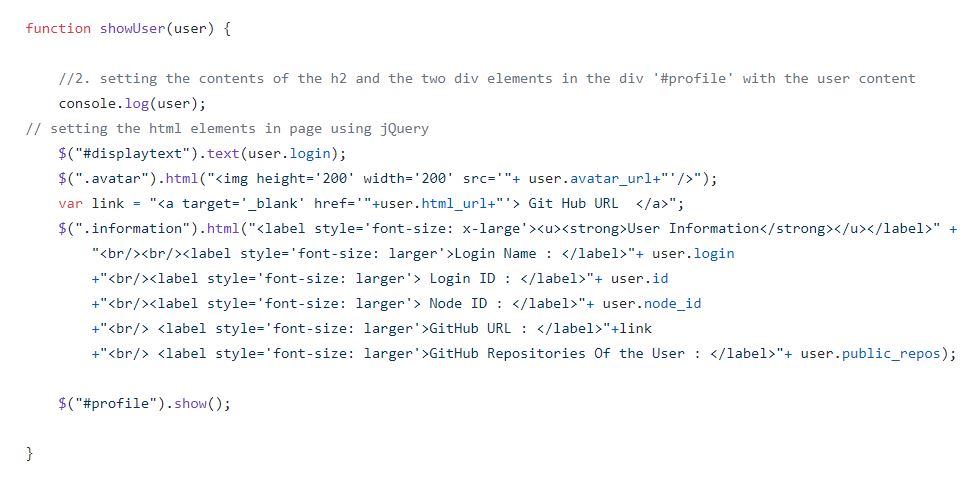 function showUser(user) {
//2. setting the contents of the h2 and the two div elements in the div '#profile' with the user content
console.log(user);
// setting the html elements in page using jQuery
$("#displaytext").text(user.login);
$(".avatar").html("<img height='200' width='200' src='"+ user.avatar_url+"'/>");
var link = "<a target='_blank' href='"+user.html_url+"'> Git Hub URL  </a>";
$(".information").html("<label style='font-size: x-large'><u><strong>User Information</strong></u></label>" +
"<br/><br/><label style='font-size: larger'>Login Name : </label>"+ user.login
+"<br/><label style='font-size: larger'> Login ID : </label>"+ user.id
+"<br/><label style='font-size: larger'> Node ID : </label>"+ user.node_id
+"<br/> <label style='font-size: larger'>GitHub URL : </label>"+link
+"<br/> <label style='font-size: larger'>GitHub Repositories Of the User : </label>"+ user.public_repos);
$("#profile").show();
}